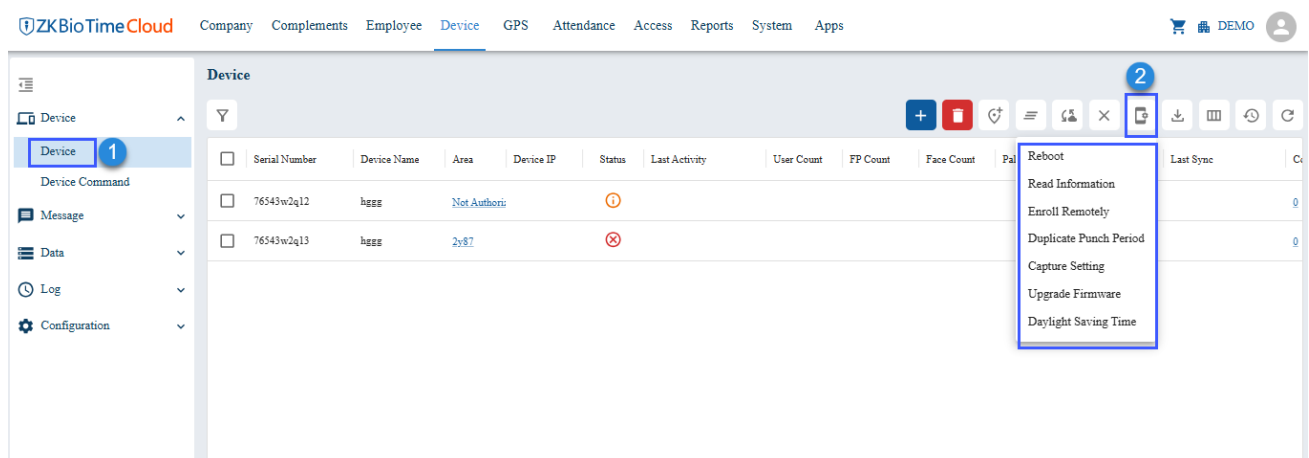 ZKBioTime Cloud Company Complements Employee Device GPS Attendance Access Reports System Apps DEMO
Device
2
Device
Device 1
Serial Number Device Name Area Device IP Status Last Activity User Count FP Count Face Count Pal Last Sync
Reboot
Read Information
Device Command
76543w2q12 hggg Not Authori 0
Enroll Remotely
Message
Duplicate Punch Period
76543w2q13 hggg 2y87 0
Data
Capture Setting
Log
Upgrade Firmware
Configuration
Daylight Saving Time